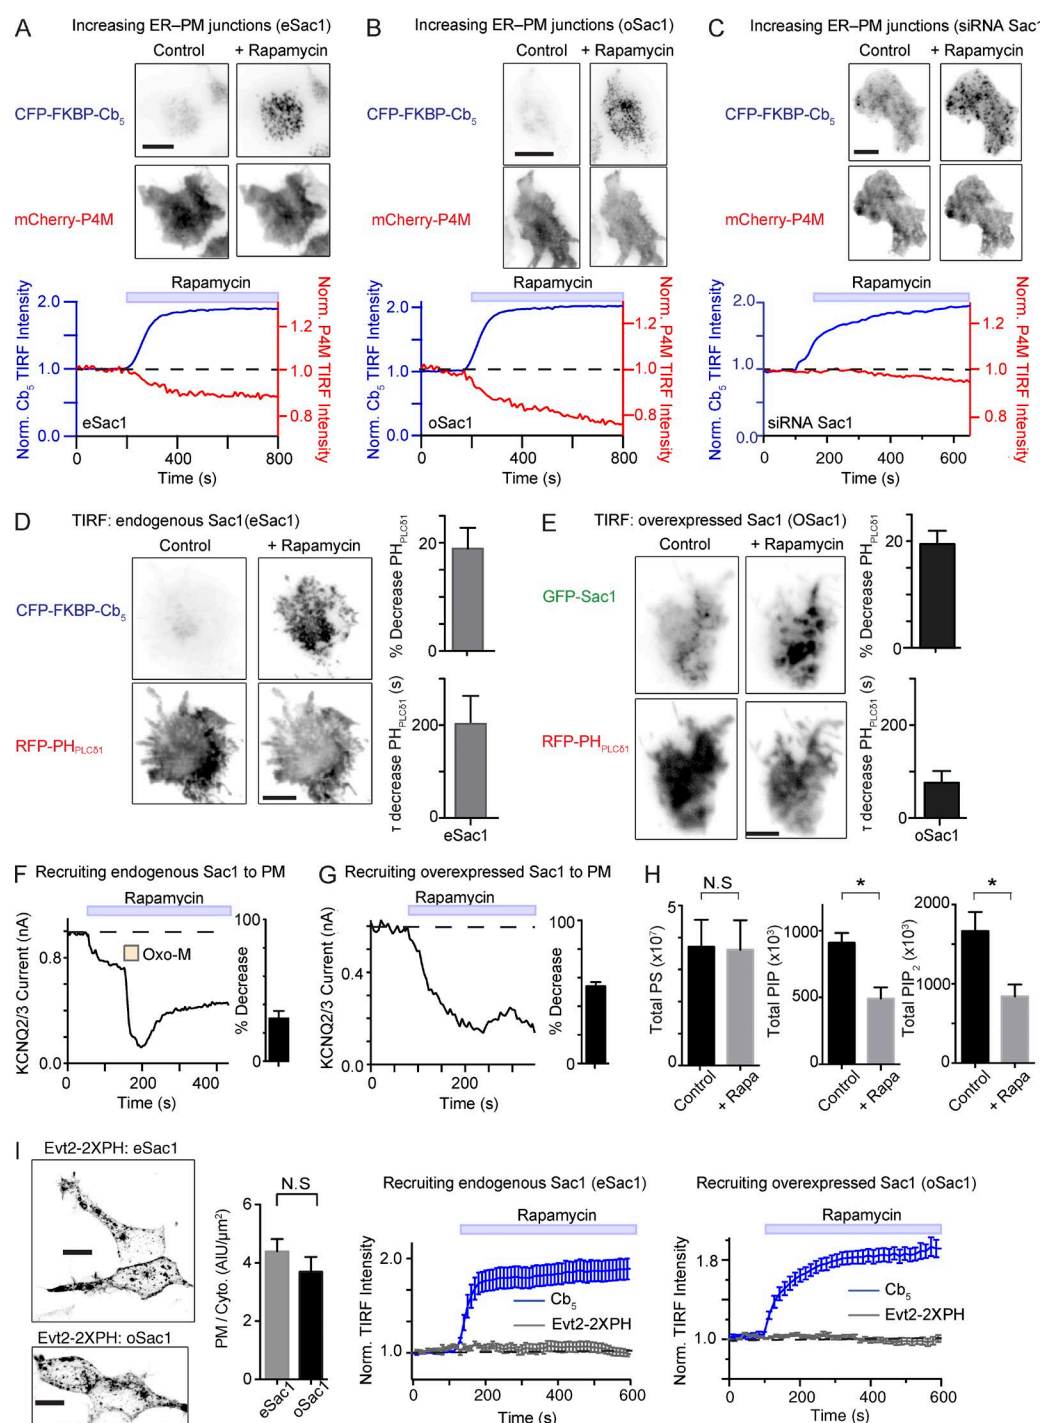 A Increasing ER–PM junctions (eSac1)
Control + Rapamycin
CFP-FKBP-Cb5
mCherry-P4M
Rapamycin
Norm. Cb5 TIRF Intensity
2.0
1.0
0.0
Norm. P4M TIRF Intensity
1.2
1.0
0.8
eSac1
0 400 800
Time (s)
B Increasing ER–PM junctions (oSac1)
Control + Rapamycin
CFP-FKBP-Cb5
mCherry-P4M
Rapamycin
Norm. Cb5 TIRF Intensity
2.0
1.0
0.0
Norm. P4M TIRF Intensity
1.2
1.0
0.8
oSac1
0 400 800
Time (s)
C Increasing ER–PM junctions (siRNA Sac1
Control + Rapamycin
CFP-FKBP-Cb5
mCherry-P4M
Rapamycin
Norm. Cb5 TIRF Intensity
2.0
1.0
0.0
Norm. P4M TIRF Intensity
1.2
1.0
0.8
siRNA Sac1
0 200 400 600
Time (s)
D TIRF: endogenous Sac1(eSac1)
Control + Rapamycin
CFP-FKBP-Cb5
RFP-PHPLCδ1
% Decrease PHPLCδ1
20
0
τ decrease PHPLCδ1 (s)
200
0
eSac1
E TIRF: overexpressed Sac1 (OSac1)
Control + Rapamycin
GFP-Sac1
RFP-PHPLCδ1
% Decrease PHPLCδ1
20
0
τ decrease PHPLCδ1 (s)
200
0
oSac1
F Recruiting endogenous Sac1 to PM
Rapamycin
Oxo-M
KCNQ2/3 Current (nA)
0.8
0.0
0 200 400
Time (s)
% Decrease
100
0
G Recruiting overexpressed Sac1 to PM
Rapamycin
KCNQ2/3 Current (nA)
0.4
0.0
0 200
Time (s)
% Decrease
100
0
H
N.S
Total PS (x10⁷)
5
0
Control + Rapa
*
Total PIP (x10³)
1000
500
0
Control + Rapa
*
Total PIP2 (x10³)
2000
1000
0
Control + Rapa
I Evt2-2XPH: eSac1
Evt2-2XPH: oSac1
N.S
PM / Cyto. (AIU/µm²)
6
4
2
0
eSac1 oSac1
Recruiting endogenous Sac1 (eSac1)
Rapamycin
Norm. TIRF Intensity
2.0
1.0
Cb5
Evt2-2XPH
0 200 400 600
Time (s)
Recruiting overexpressed Sac1 (oSac1)
Rapamycin
Norm. TIRF Intensity
1.8
1.0
Cb5
Evt2-2XPH
0 200 400 600
Time (s)